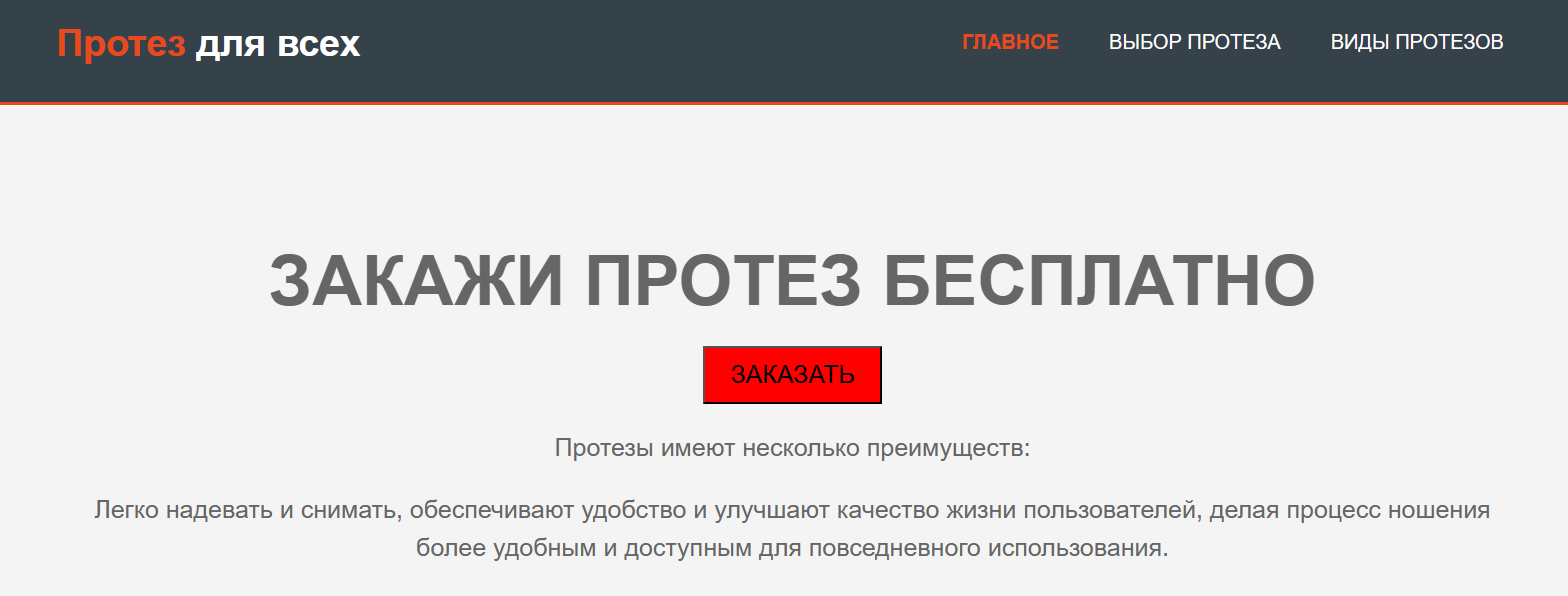 Протез для всех
ГЛАВНОЕ
ВЫБОР ПРОТЕЗА
ВИДЫ ПРОТЕЗОВ
ЗАКАЖИ ПРОТЕЗ БЕСПЛАТНО
ЗАКАЗАТЬ
Протезы имеют несколько преимуществ:
Легко надевать и снимать, обеспечивают удобство и улучшают качество жизни пользователей, делая процесс ношения
более удобным и доступным для повседневного использования.